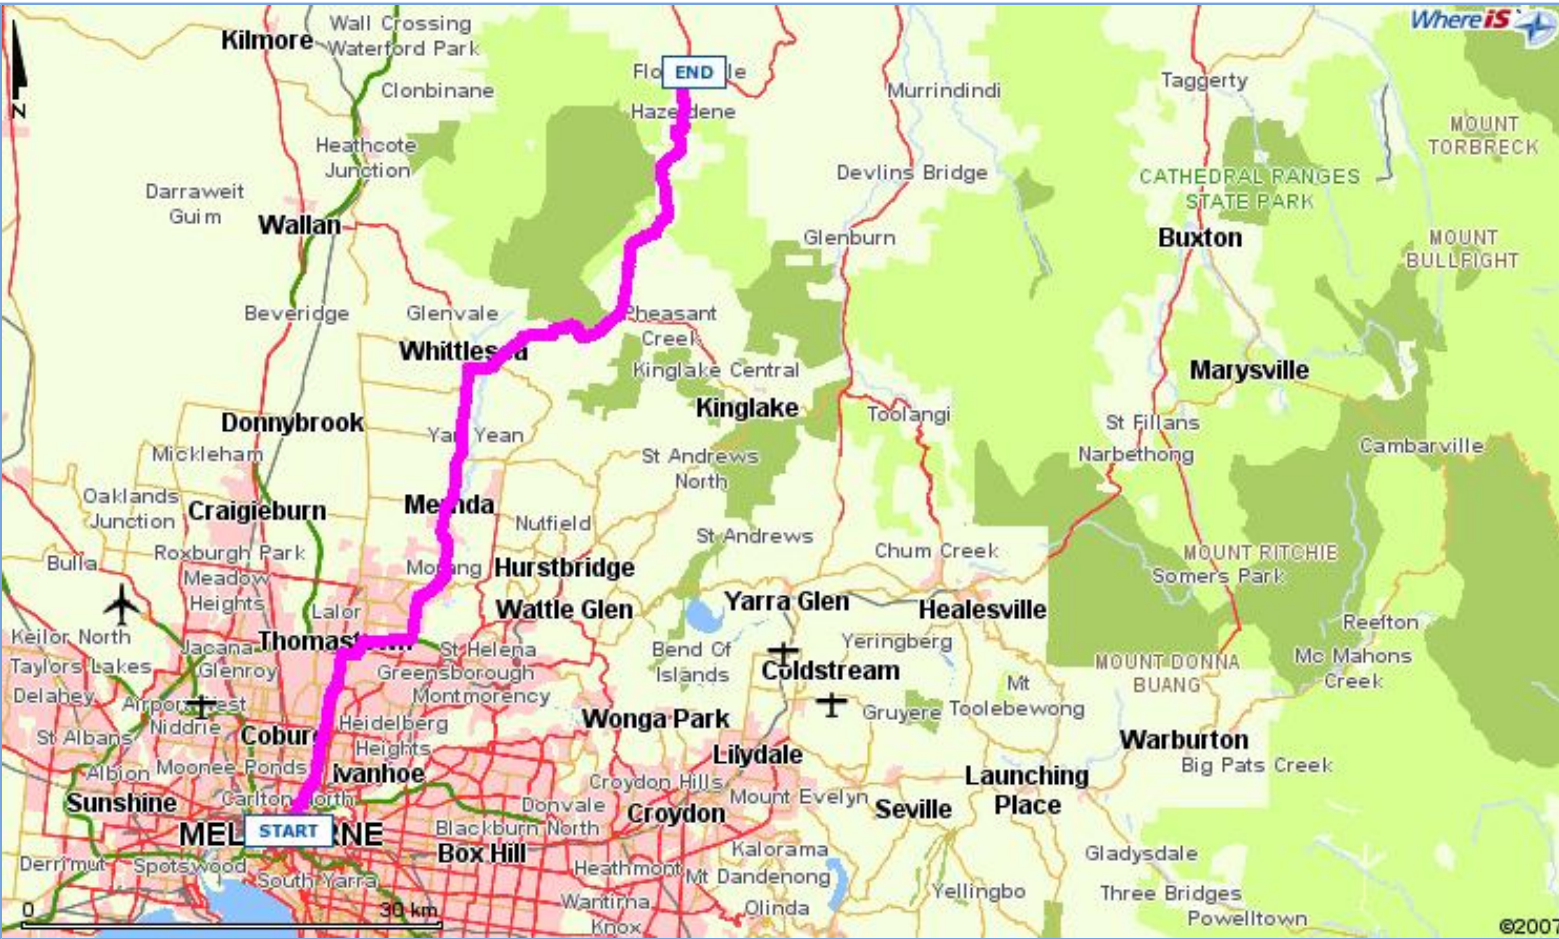 Kilmore
Wall Crossing
Waterford Park
Clonbinane
WhereiS
N
END
Murrindindi
Taggerty
MOUNT
TORBRECK
Heathcote
Junction
Devlins Bridge
CATHEDRAL RANGES
STATE PARK
Darraweit
Guim
Wallan
Glenburn
Buxton
MOUNT
BULLFIGHT
Beveridge
Glenvale
Pheasant
Creek
Kinglake Central
Marysville
Kinglake
Toolangi
Donnybrook
St Fillans
Mickleham
Narbethong
Cambarville
St Andrews
North
Oaklands
Junction
Craigieburn
Nutfield
St Andrews
Roxburgh Park
Chum Creek
MOUNT RITCHIE
Bulla
Meadow
Heights
Hurstbridge
Somers Park
Lalor
Wattle Glen
Yarra Glen
Healesville
Reefton
Keilor North
Jacana
St Helena
Bend Of
Islands
Yeringberg
Taylors Lakes
Glenroy
Greensborough
Coldstream
MOUNT DONNA
BUANG
Mc Mahons
Creek
Delahey
Montmorency
Mt
Toolebewong
Niddrie
Gruyere
St Albans
Heidelberg
Heights
Wonga Park
Warburton
Albion
Moonee Ponds
Ivanhoe
Lilydale
Big Pats Creek
Sunshine
Croydon Hills
Mount Evelyn
Launching
Place
Donvale
Croydon
Seville
START
Blackburn North
Box Hill
Kalorama
Gladysdale
Derrimut
Spotswood
South Yarra
Heathmont
Mt Dandenong
Yellingbo
Three Bridges
0
30 km
Wantirna
Knox
Olinda
Powelltown
©2007